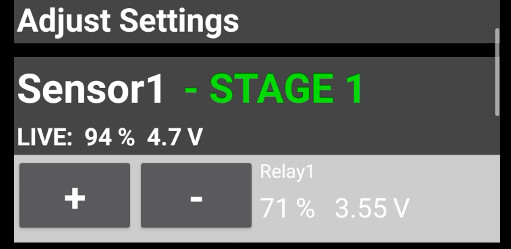 Adjust Settings
Sensor1 - STAGE 1
LIVE: 94 % 4.7 V
+ -
Relay1
71 % 3.55 V